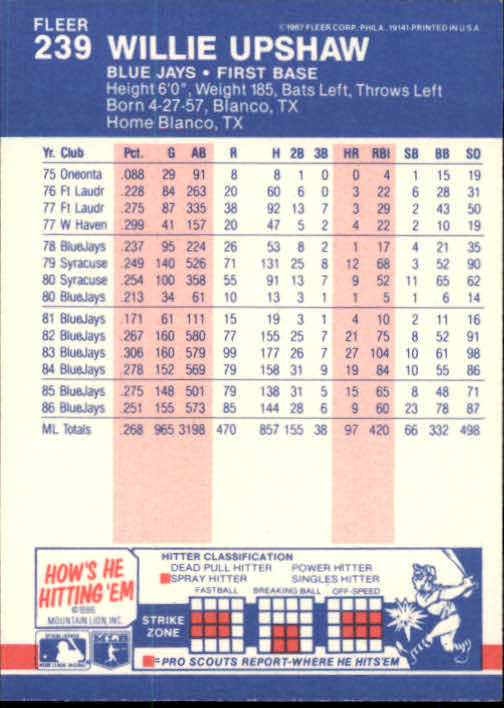 FLEER
©1987 FLEER CORP., PHILA., 19141-PRINTED IN U.S.A.
239 WILLIE UPSHAW
BLUE JAYS • FIRST BASE
Height 6'0", Weight 185, Bats Left, Throws Left
Born 4-27-57, Blanco, TX
Home Blanco, TX
Yr. Club Pct. G AB R H 2B 3B HR RBI SB BB SO
75 Oneonta .088 29 91 8 8 1 0 0 4 1 15 19
76 Ft Laudr .228 84 263 20 60 6 0 3 22 6 28 31
77 Ft Laudr .275 87 335 38 92 13 7 3 29 2 43 50
77 W Haven .299 41 157 20 47 5 2 4 22 2 10 19
78 BlueJays .237 95 224 26 53 8 2 1 17 4 21 35
79 Syracuse .249 140 526 71 131 25 8 12 68 3 52 90
80 Syracuse .254 100 358 55 91 13 7 9 52 11 65 62
80 BlueJays .213 34 61 10 13 3 1 1 5 1 6 14
81 BlueJays .171 61 111 15 19 3 1 4 10 2 11 16
82 BlueJays .267 160 580 77 155 25 7 21 75 8 52 91
83 BlueJays .306 160 579 99 177 26 7 27 104 10 61 98
84 BlueJays .278 152 569 79 158 31 9 19 84 10 55 86
85 BlueJays .275 148 501 79 138 31 5 15 65 8 48 71
86 BlueJays .251 155 573 85 144 28 6 9 60 23 78 87
ML Totals .268 965 3198 470 857 155 38 97 420 66 332 498
HOW'S HE
HITTING 'EM
©1986
MOUNTAIN LION, INC.
HITTER CLASSIFICATION
DEAD PULL HITTER POWER HITTER
SPRAY HITTER SINGLES HITTER
FASTBALL BREAKING BALL OFF-SPEED
STRIKE
ZONE
=PRO SCOUTS REPORT-WHERE HE HITS'EM